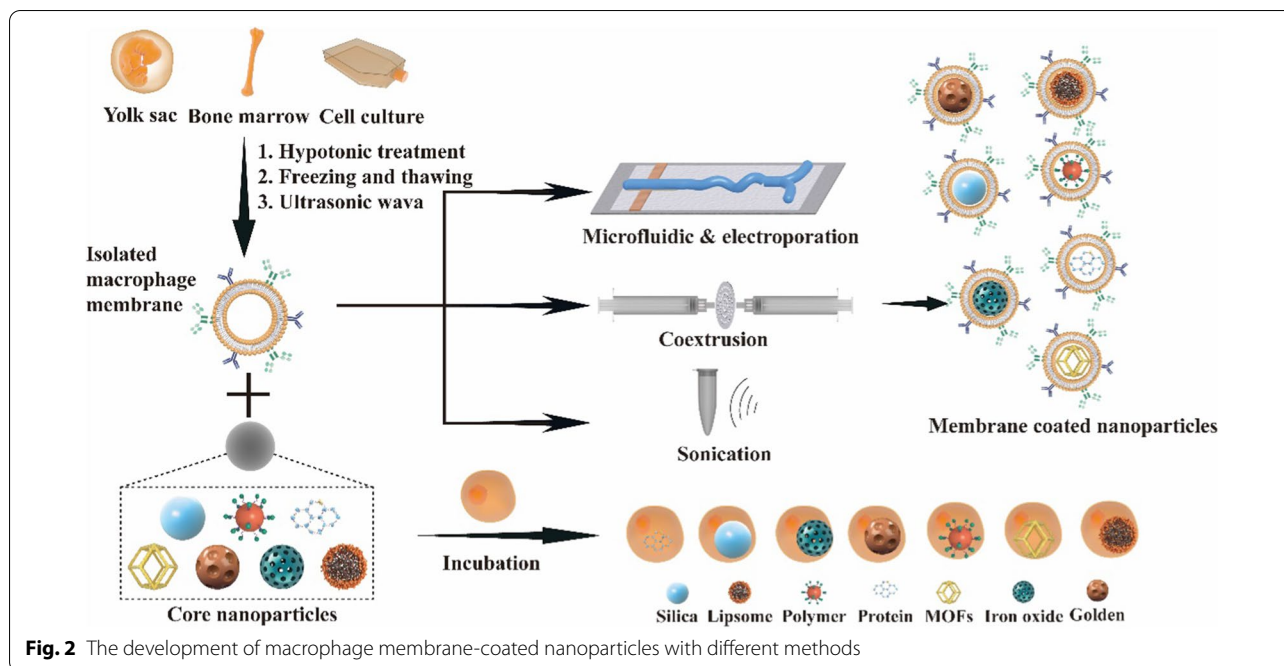 Yolk sac Bone marrow Cell culture
1. Hypotonic treatment
2. Freezing and thawing
3. Ultrasonic wava
Isolated
macrophage
membrane
Microfluidic & electroporation
Coextrusion
Sonication
Membrane coated nanoparticles
Core nanoparticles
Incubation
Silica Lipsome Polymer Protein MOFs Iron oxide Golden
Fig. 2 The development of macrophage membrane-coated nanoparticles with different methods